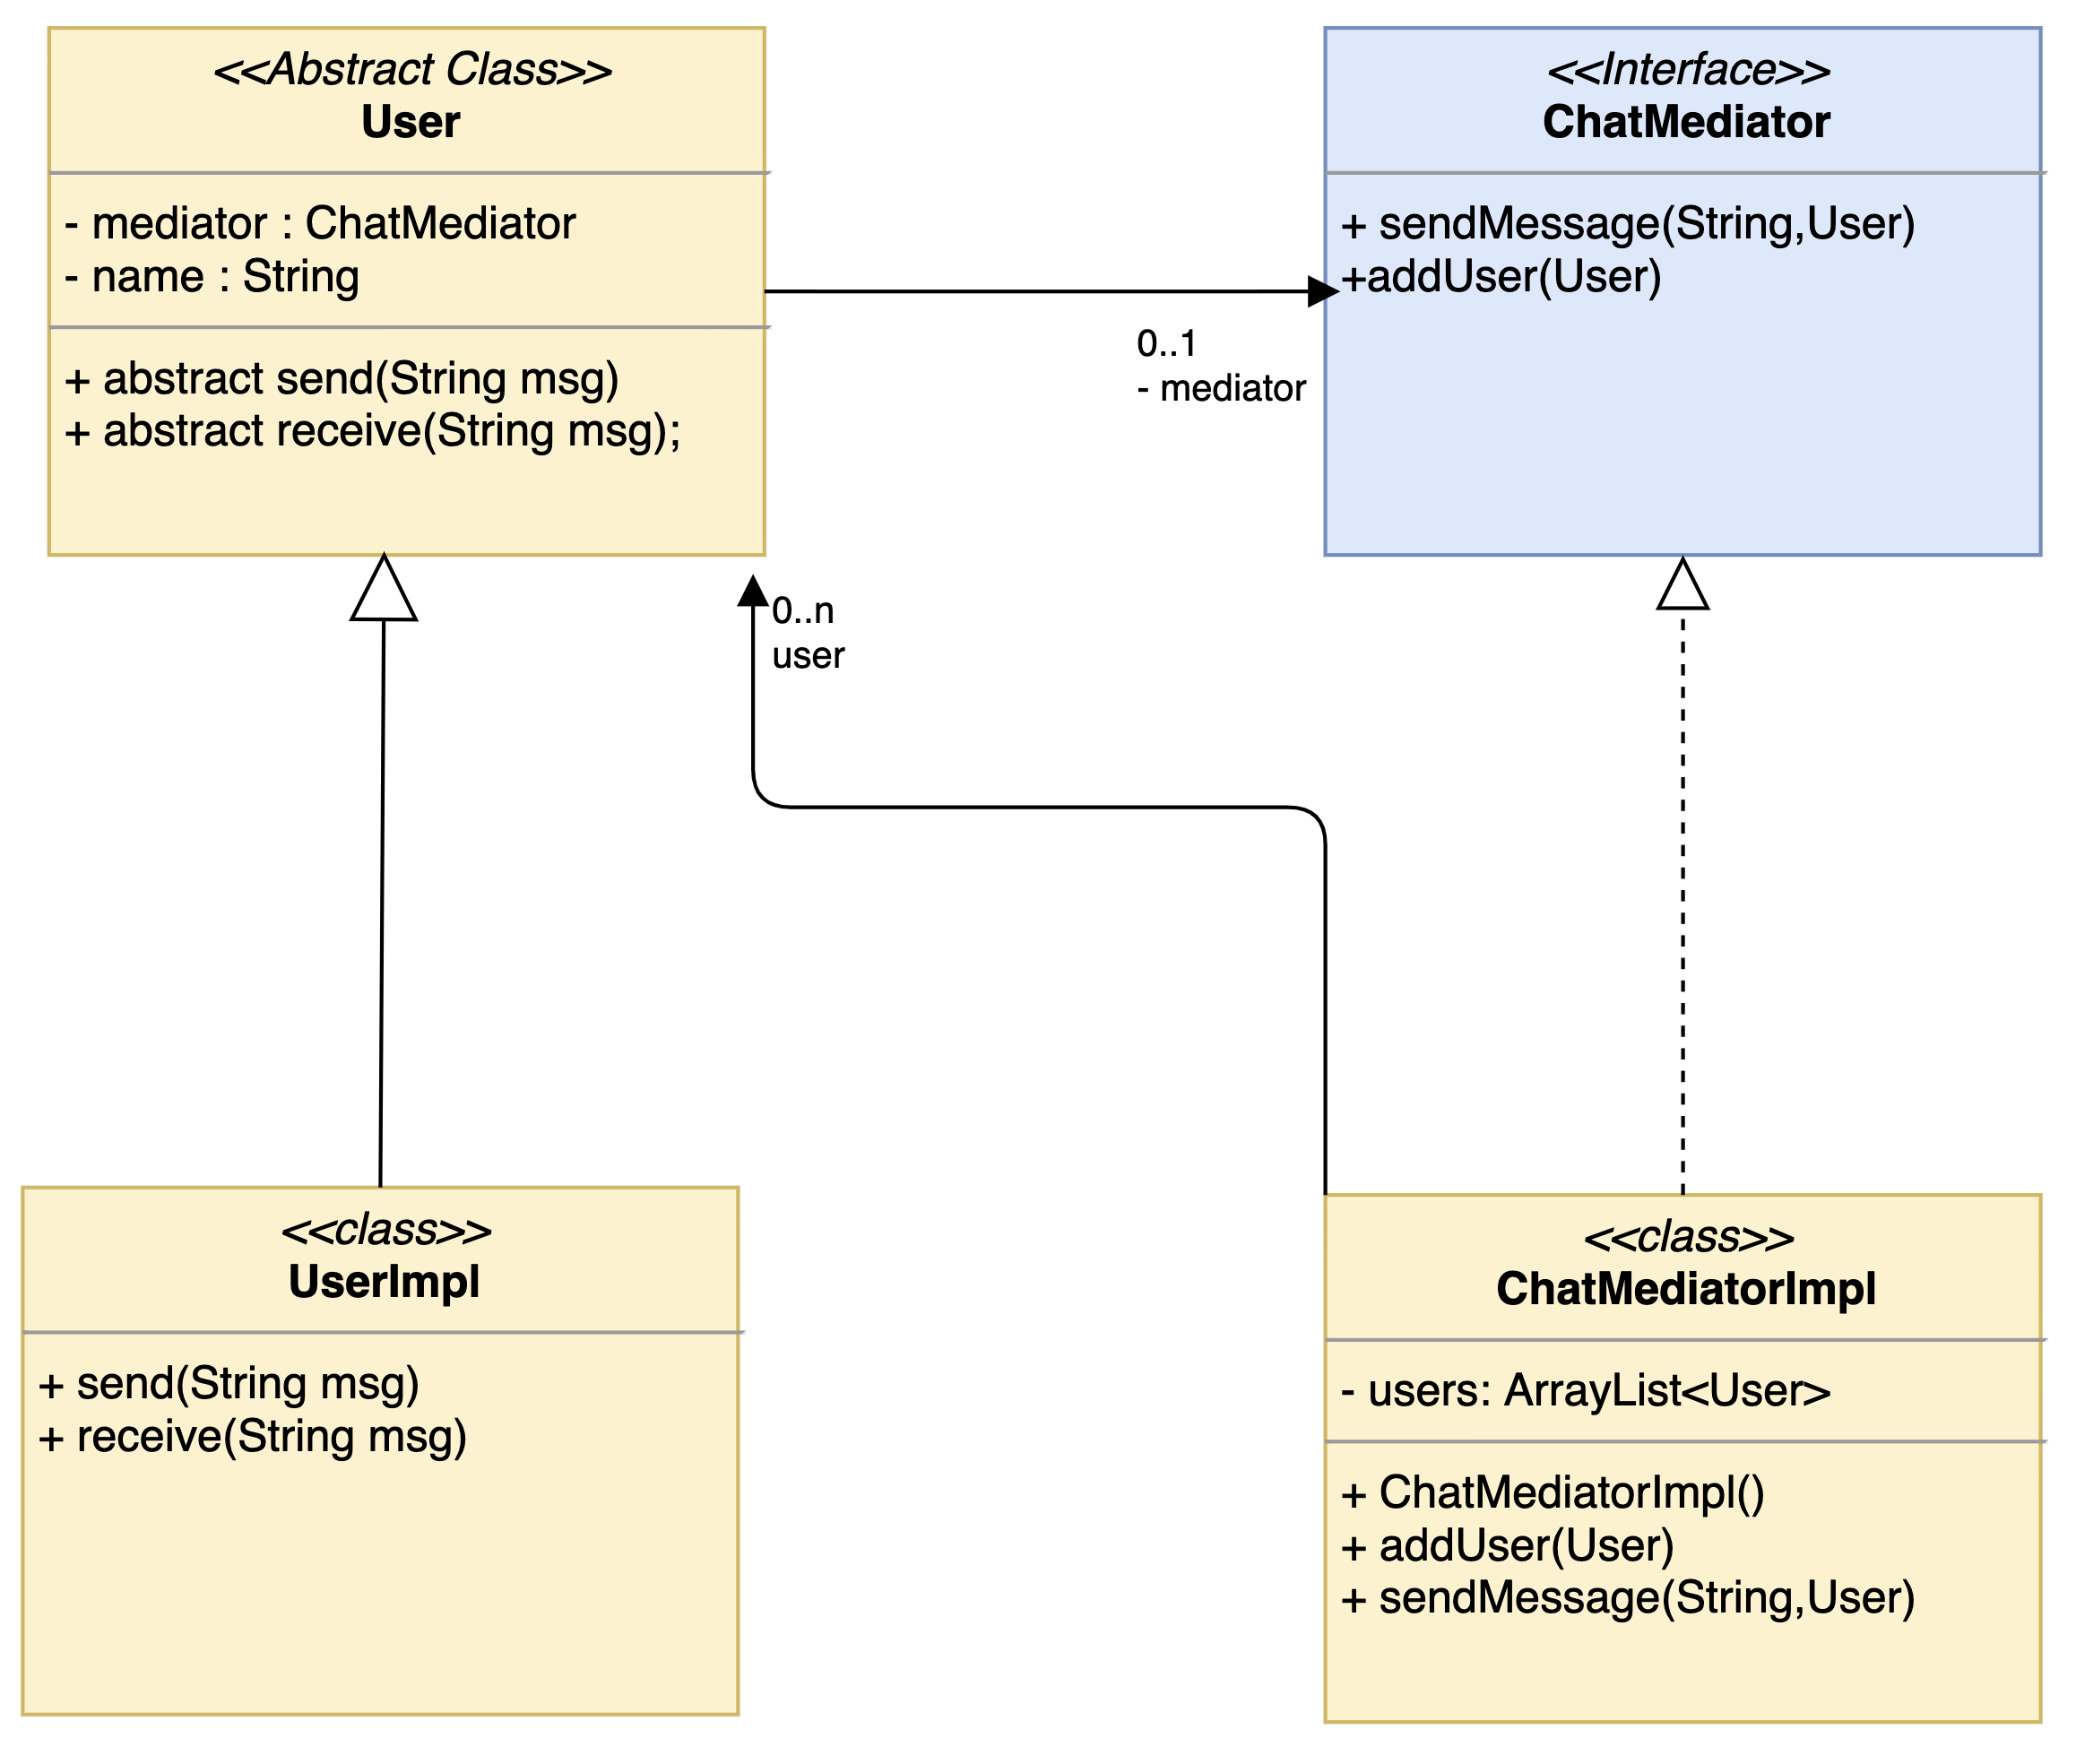 <<Abstract Class>>
User
- mediator : ChatMediator
- name : String
+ abstract send(String msg)
+ abstract receive(String msg);
<<Interface>>
ChatMediator
+ sendMessage(String,User)
+addUser(User)
0..1
- mediator
0..n
user
<<class>>
UserImpl
+ send(String msg)
+ receive(String msg)
<<class>>
ChatMediatorImpl
- users: ArrayList<User>
+ ChatMediatorImpl()
+ addUser(User)
+ sendMessage(String,User)